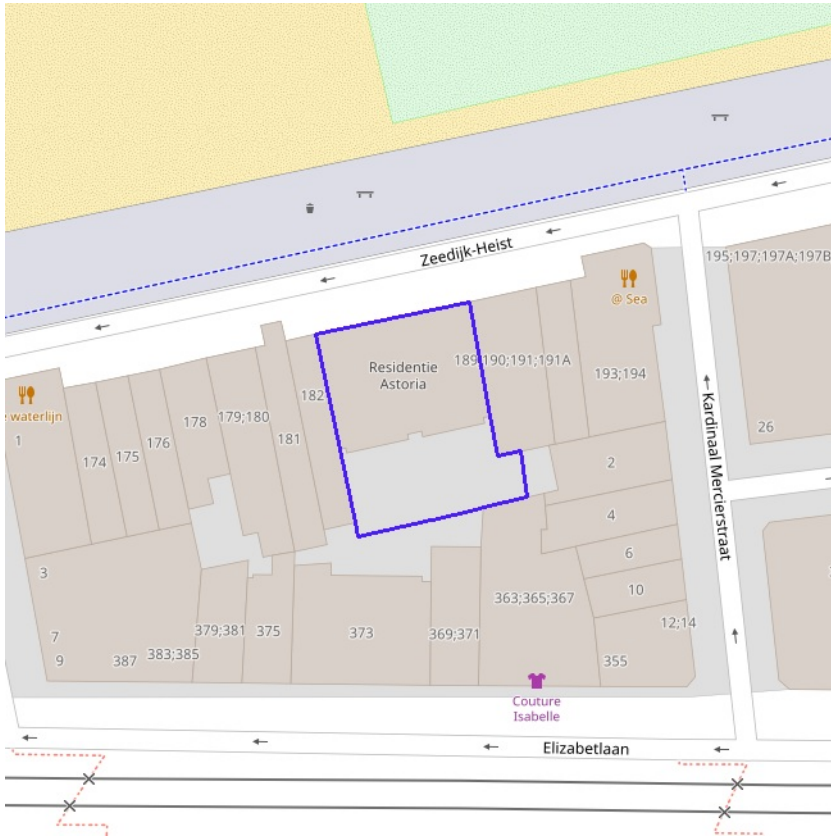 Zeedijk-Heist
195;197;197A;197B
@ Sea
Residentie
Astoria
189;190;191;191A
193;194
182
waterlijn
1
178
179;180
181
174
175
176
26
Kardinaal Mercierstraat
2
4
6
10
12;14
3
7
9
387
383;385
379;381
375
373
369;371
363;365;367
355
Couture
Isabelle
Elizabetlaan